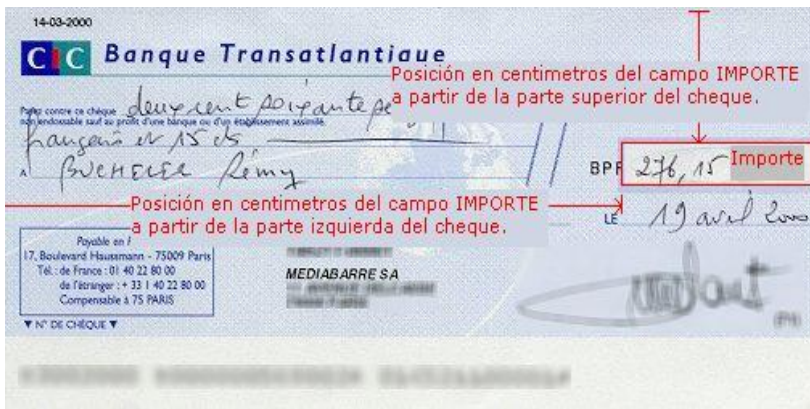 14-03-2000
CIC Banque Transatlantique
Posición en centimetros del campo IMPORTE
a partir de la parte superior del cheque.
Payez contre ce chèque deux cent soixante
non endossable sauf au profit d'une banque ou d'un établissement assimilé.
français et 15 cts
A BUCHELER Rémy
BPF 276,15 Importe
Posición en centimetros del campo IMPORTE
a partir de la parte izquierda del cheque.
LE 19 avril 2000
Payable en
17, Boulevard Haussmann - 75009 Paris
Tél.: de France : 01 40 22 80 00
de l'étranger : + 33 1 40 22 80 00
Compensable à 75 PARIS
MEDIABARRE SA
▼ N° DE CHÈQUE ▼